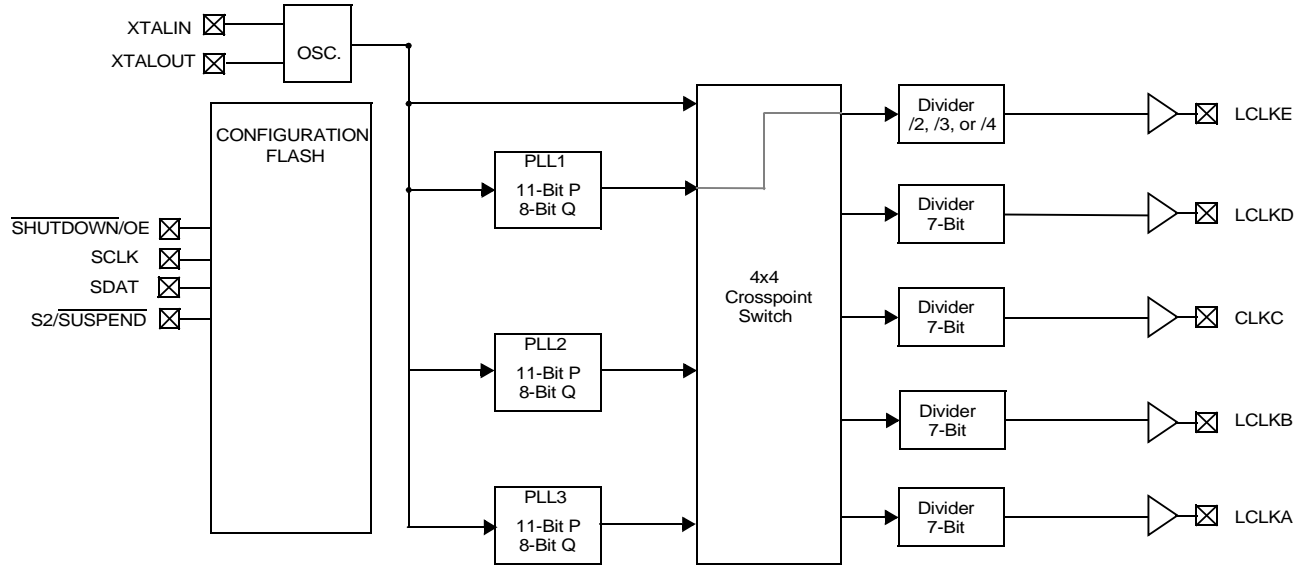 XTALIN
XTALOUT
OSC.
CONFIGURATION
FLASH
SHUTDOWN/OE
SCLK
SDAT
S2/SUSPEND
PLL1
11-Bit P
8-Bit Q
PLL2
11-Bit P
8-Bit Q
PLL3
11-Bit P
8-Bit Q
4x4
Crosspoint
Switch
Divider
/2, /3, or /4
LCLKE
Divider
7-Bit
LCLKD
Divider
7-Bit
CLKC
Divider
7-Bit
LCLKB
Divider
7-Bit
LCLKA